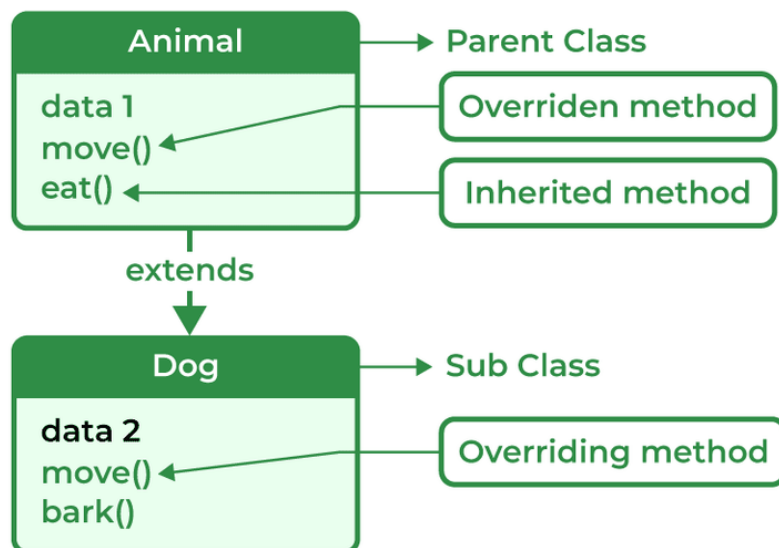 Animal
Parent Class
data 1
Overriden method
move()
eat()
Inherited method
extends
Dog
Sub Class
data 2
move()
Overriding method
bark()